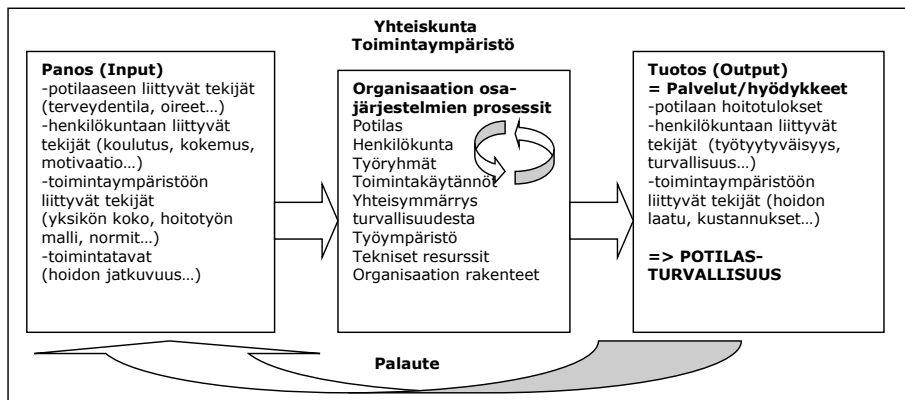 Yhteiskunta
Toimintaympäristö
Panos (Input)
-potilaaseen liittyvät tekijät
(terveydentila, oireet…)
-henkilökuntaan liittyvät
tekijät (koulutus, kokemus,
motivaatio…)
-toimintaympäristöön
liittyvät tekijät
(yksikön koko, hoitotyön
malli, normit…)
-toimintatavat
(hoidon jatkuvuus…)
Organisaation osa-
järjestelmien prosessit
Potilas
Henkilökunta
Työryhmät
Toimintakäytännöt
Yhteisymmärrys
turvallisuudesta
Työympäristö
Tekniset resurssit
Organisaation rakenteet
Tuotos (Output)
= Palvelut/hyödykkeet
-potilaan hoitotulokset
-henkilökuntaan liittyvät
tekijät (työtyytyväisyys,
turvallisuus…)
-toimintaympäristöön
liittyvät tekijät (hoidon
laatu, kustannukset…)
=> POTILAS-
TURVALLISUUS
Palaute